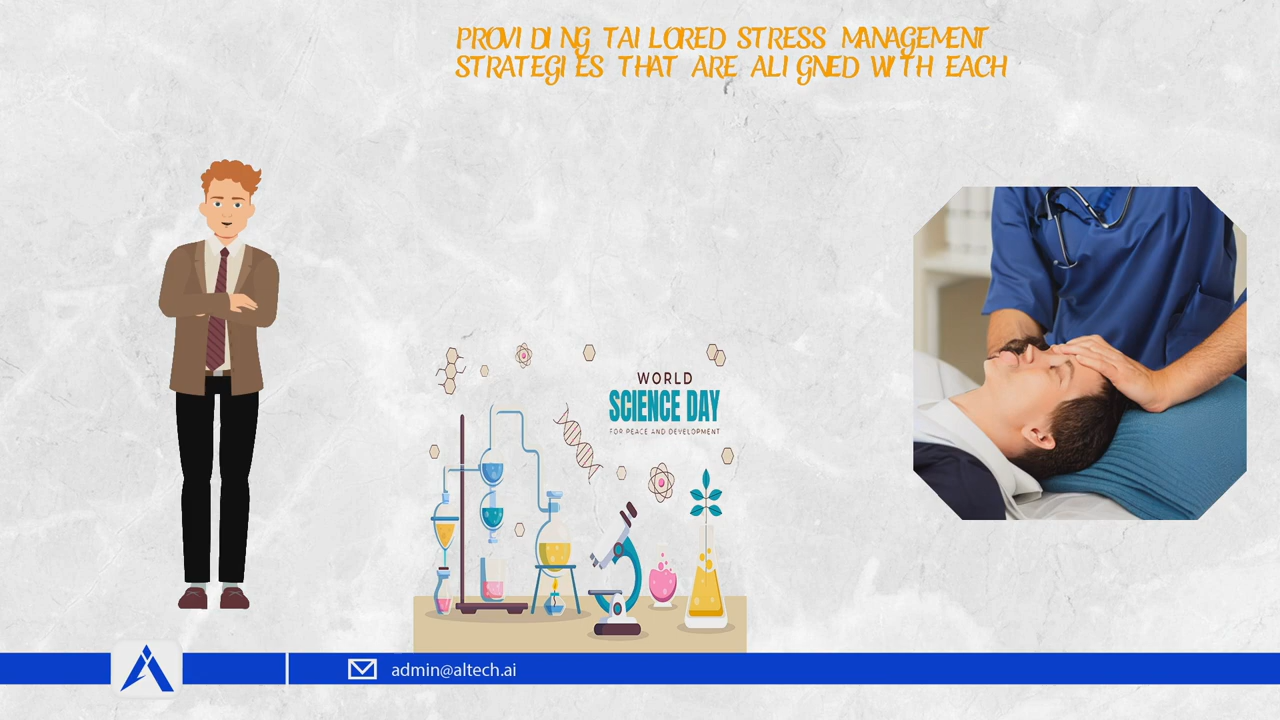 PROVIDING TAILORED STRESS MANAGEMENT
STRATEGIES THAT ARE ALIGNED WITH EACH
WORLD
SCIENCE DAY
FOR PEACE AND DEVELOPMENT
admin@altech.ai